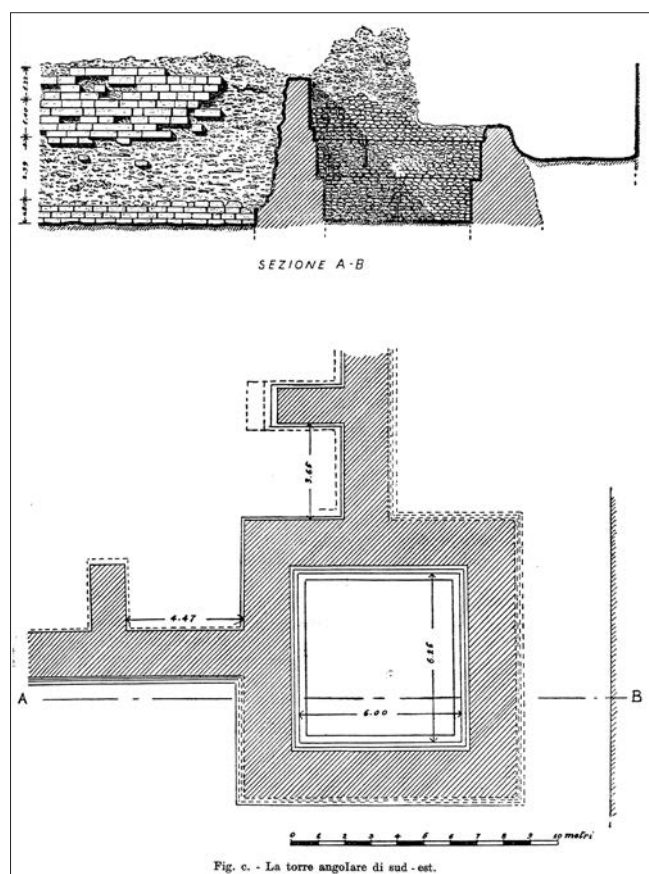 SEZIONE A-B
3.65
4.47
A
B
6.26
6.00
0 1 2 3 4 5 6 7 8 9 10 metri
Fig. c. - La torre angolare di sud - est.